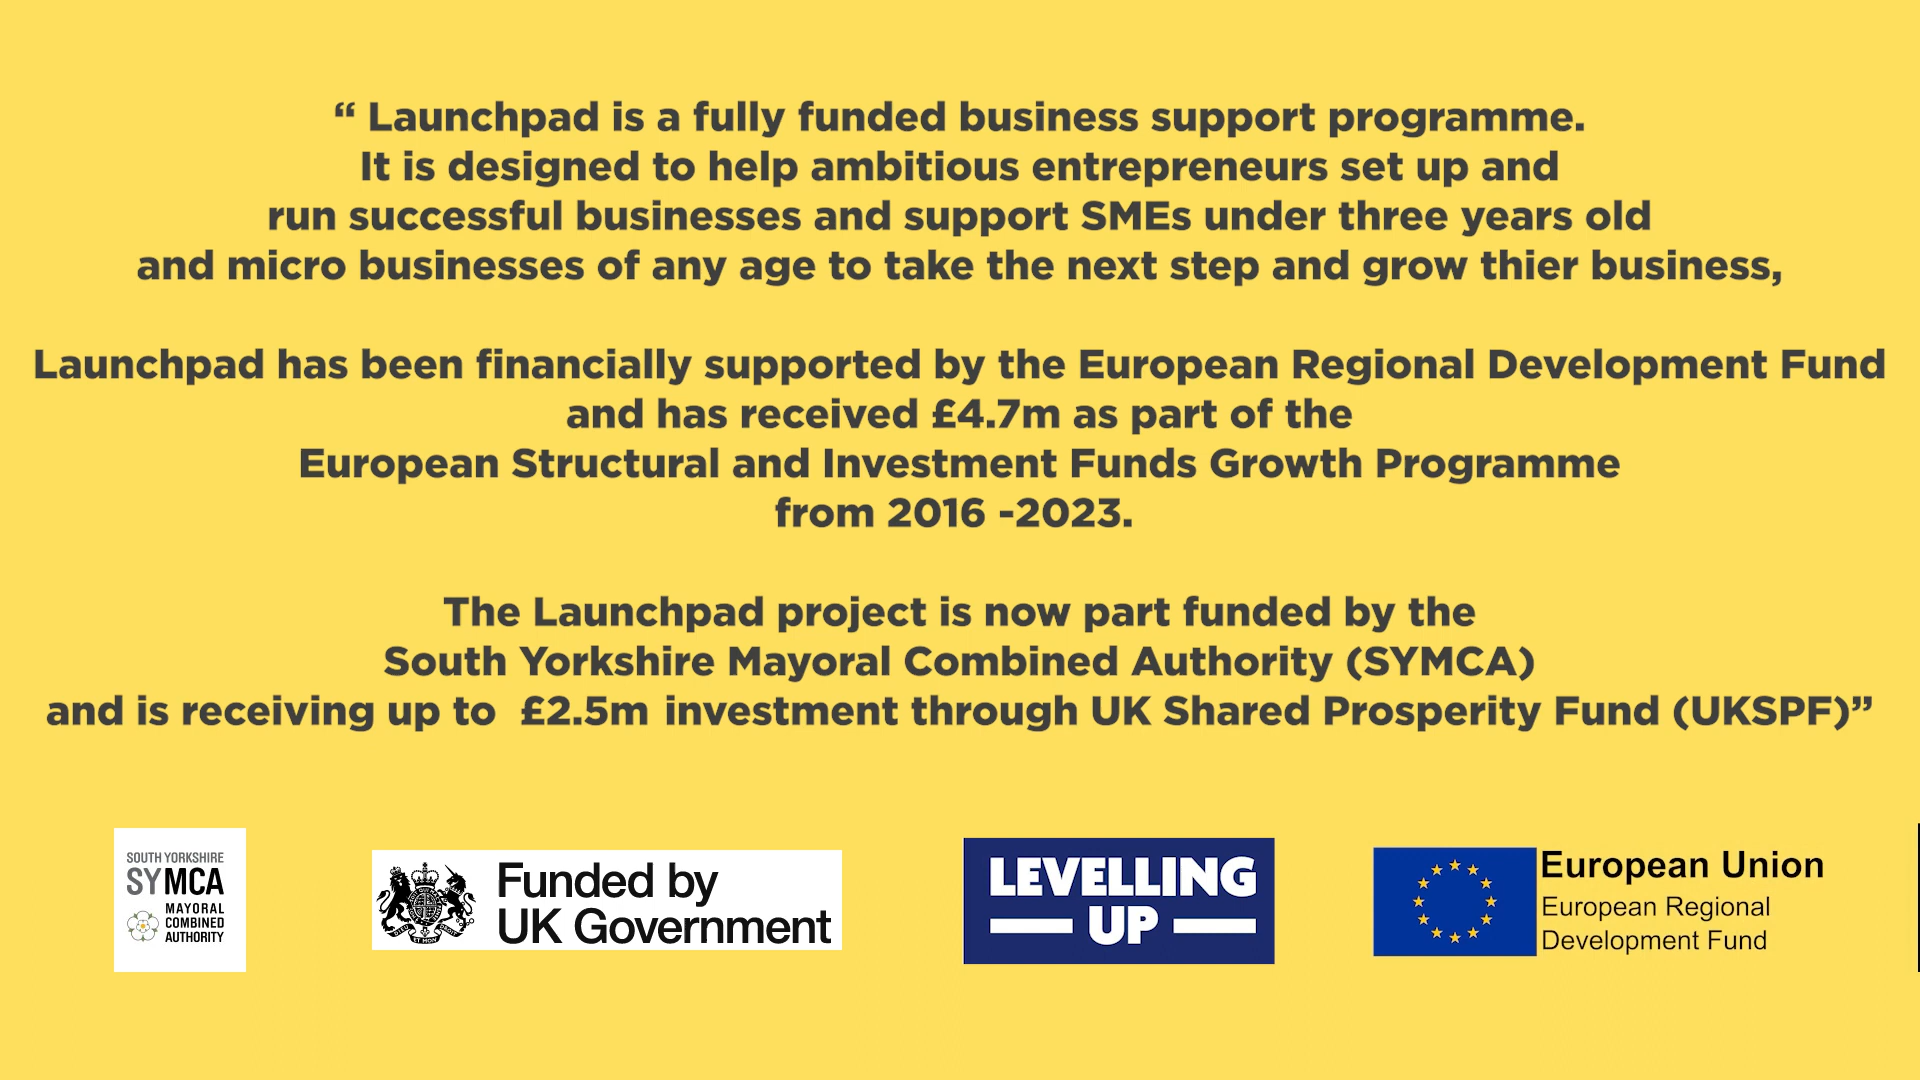 “ Launchpad is a fully funded business support programme.
It is designed to help ambitious entrepreneurs set up and
run successful businesses and support SMEs under three years old
and micro businesses of any age to take the next step and grow thier business,
Launchpad has been financially supported by the European Regional Development Fund
and has received £4.7m as part of the
European Structural and Investment Funds Growth Programme
from 2016 -2023.
The Launchpad project is now part funded by the
South Yorkshire Mayoral Combined Authority (SYMCA)
and is receiving up to £2.5m investment through UK Shared Prosperity Fund (UKSPF)”
SOUTH YORKSHIRE
SYMCA
MAYORAL
COMBINED
AUTHORITY
Funded by
UK Government
LEVELLING
UP
European Union
European Regional
Development Fund